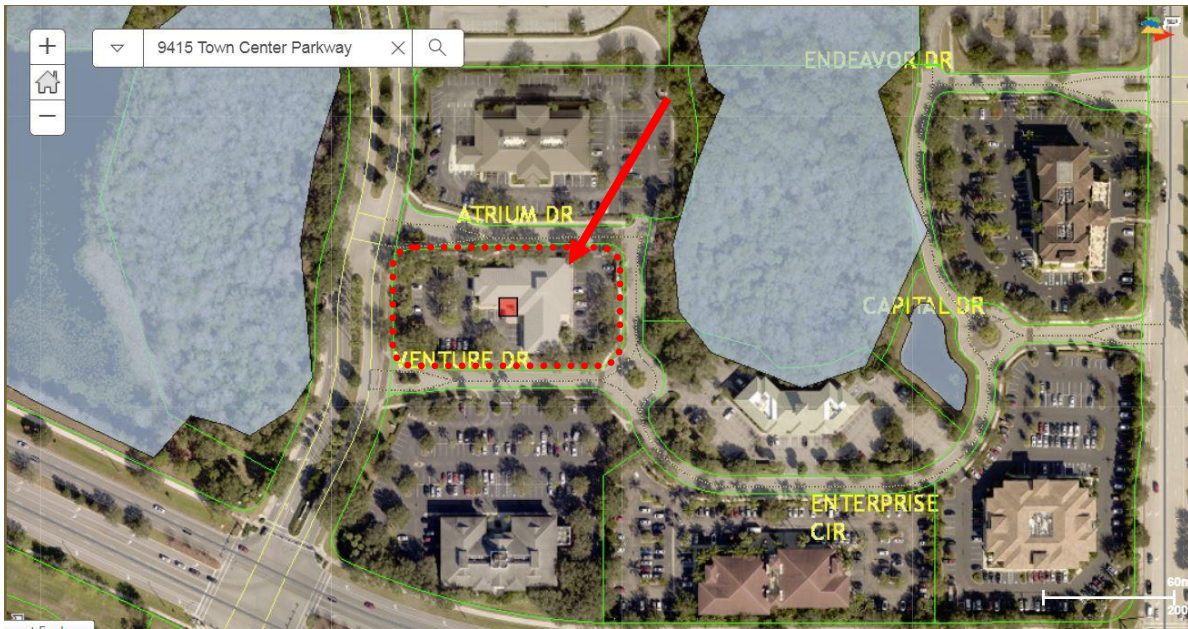 9415 Town Center Parkway
ENDEAVOR DR
ATRIUM DR
CAPITAL DR
VENTURE DR
ENTERPRISE
CIR
60m
200